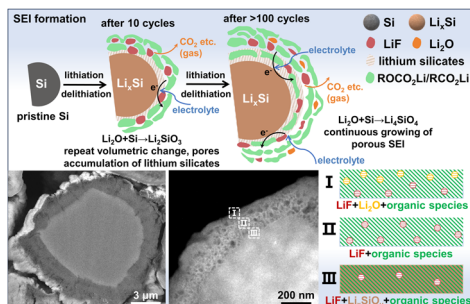 SEI formation
after 10 cycles
after >100 cycles
Si
LixSi
LiF
Li2O
lithium silicates
ROCO2Li/RCO2Li
CO2 etc.
(gas)
electrolyte
Si
lithiation
delithiation
LixSi
e-
lithiation
delithiation
LixSi
e-
CO2 etc.
(gas)
pristine Si
electrolyte
e-
electrolyte
Li2O+Si→Li2SiO3
repeat volumetric change, pores
accumulation of lithium silicates
Li2O+Si→Li4SiO4
continuous growing of
porous SEI
I
II
III
3 μm
200 nm
I
LiF+Li2O+organic species
II
LiF+organic species
III
+organic species